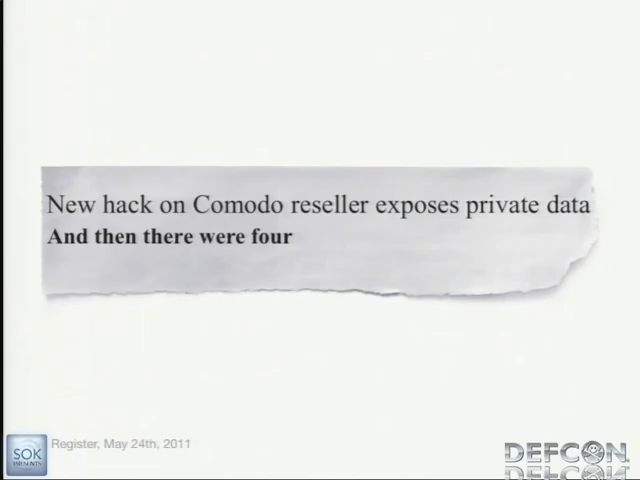 New hack on Comodo reseller exposes private data
And then there were four
Register, May 24th, 2011
SOK
PRESENTS
DEFCON.